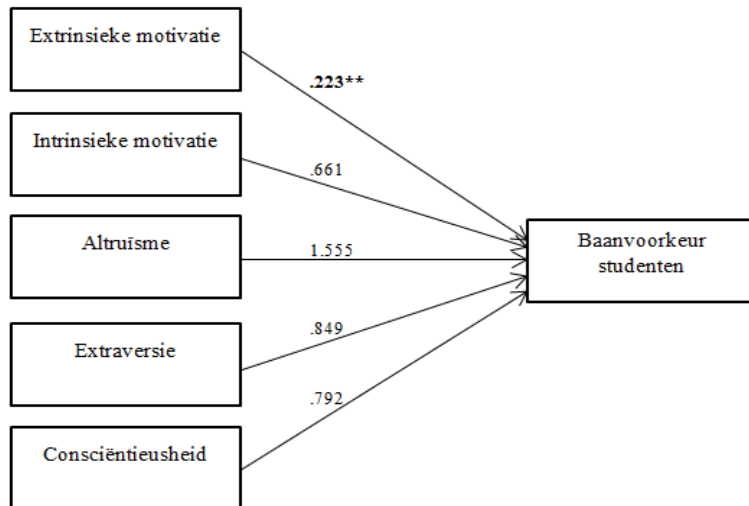 Extrinsieke motivatie
.223**
Intrinsieke motivatie
.661
Altruïsme
1.555
Baanvoorkeur
studenten
Extraversie
.849
.792
Consciëntieusheid